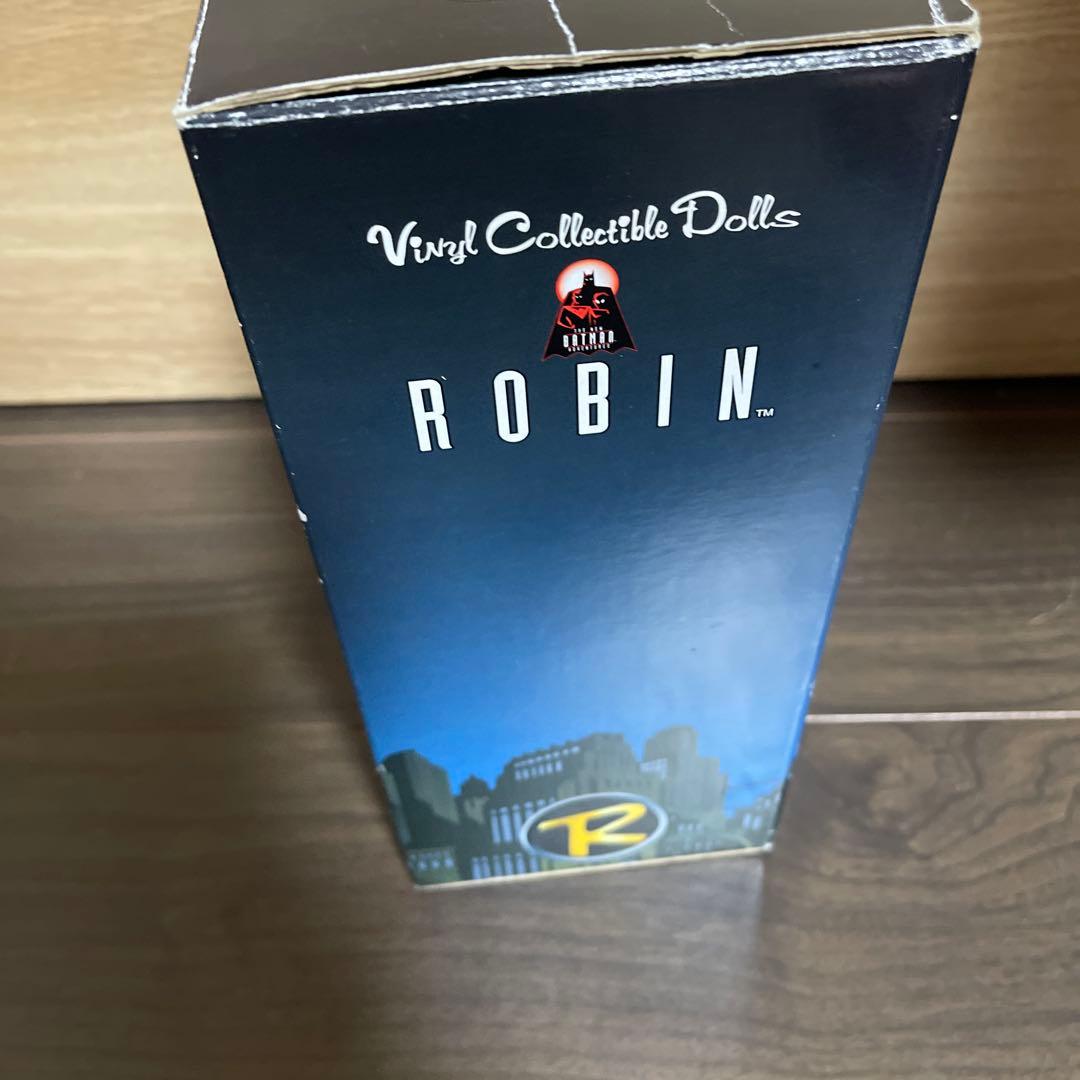 Vinyl Collectible Dolls
THE NEW
BATMAN
ADVENTURES
ROBIN™
R